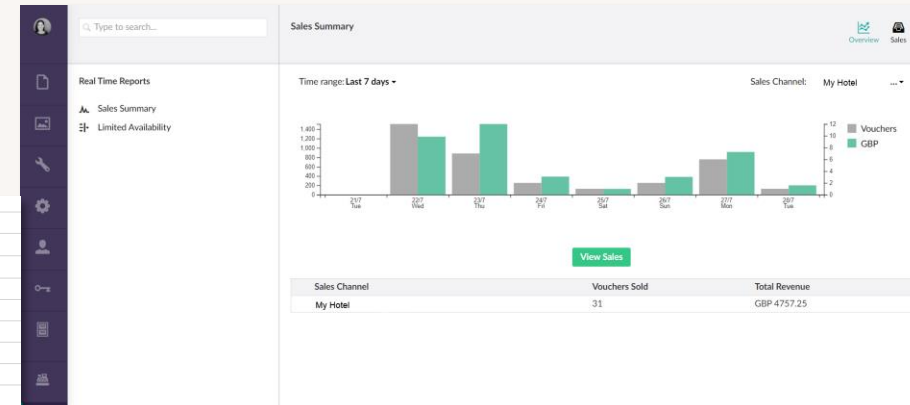 Type to search...
Sales Summary
Overview
Sales
Real Time Reports
Sales Summary
Limited Availability
Time range: Last 7 days
Sales Channel: My Hotel ...
1.400
1.200
1.000
800
600
400
200
12
10
8
6
4
2
0
Vouchers
GBP
21/7 Tue
22/7 Wed
23/7 Thu
24/7 Fri
25/7 Sat
26/7 Sun
27/7 Mon
28/7 Tue
View Sales
Sales Channel Vouchers Sold Total Revenue
My Hotel 31 GBP 4757.25